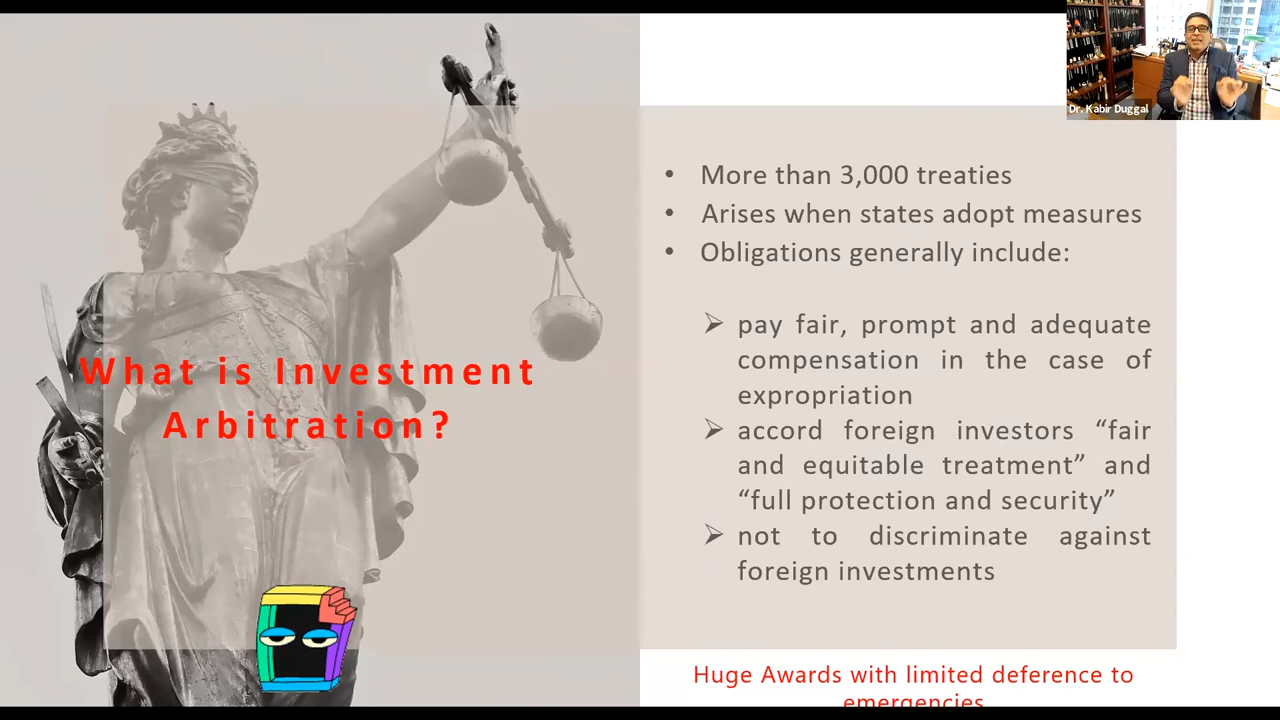 Dr. Kabir Duggal
What is Investment
Arbitration?
• More than 3,000 treaties
• Arises when states adopt measures
• Obligations generally include:
➢ pay fair, prompt and adequate
compensation in the case of
expropriation
➢ accord foreign investors “fair
and equitable treatment” and
“full protection and security”
➢ not to discriminate against
foreign investments
Huge Awards with limited deference to
emergencies